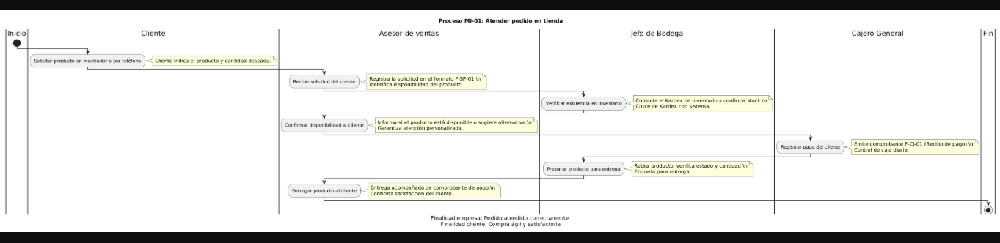 Proceso MI-01: Atender pedido en tienda
Inicio
Cliente
Asesor de ventas
Jefe de Bodega
Cajero General
Fin
Solicitar producto en mostrador o por teléfono
Cliente indica el producto y cantidad deseada.
Recibir solicitud del cliente
Registra la solicitud en el formato F-SP-01.\n
Identifica disponibilidad del producto.
Verificar existencia en inventario
Consulta el Kardex de inventario y confirma stock.\n
Cruce de Kardex con sistema.
Confirmar disponibilidad al cliente
Informa si el producto está disponible o sugiere alternativa.\n
Garantiza atención personalizada.
Registrar pago del cliente
Emite comprobante F-CJ-01 (Recibo de pago).\n
Control de caja diaria.
Preparar producto para entrega
Retira producto, verifica estado y cantidad.\n
Etiqueta para entrega.
Entregar producto al cliente
Entrega acompañada de comprobante de pago.\n
Confirma satisfacción del cliente.
Finalidad empresa: Pedido atendido correctamente
Finalidad cliente: Compra ágil y satisfactoria